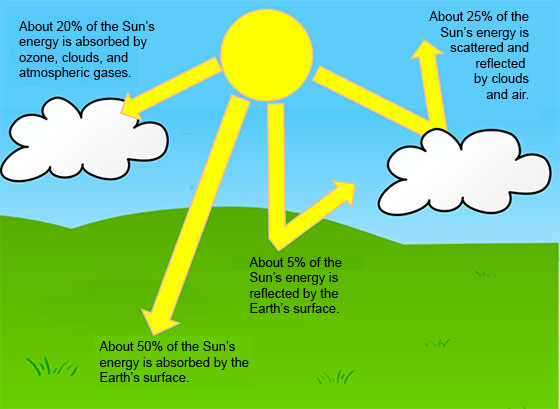 About 20% of the Sun's
energy is absorbed by
ozone, clouds, and
atmospheric gases.
About 25% of the
Sun's energy is
scattered and
reflected
by clouds
and air.
About 5% of the
Sun's energy is
reflected by the
Earth's surface.
About 50% of the Sun's
energy is absorbed by the
Earth's surface.